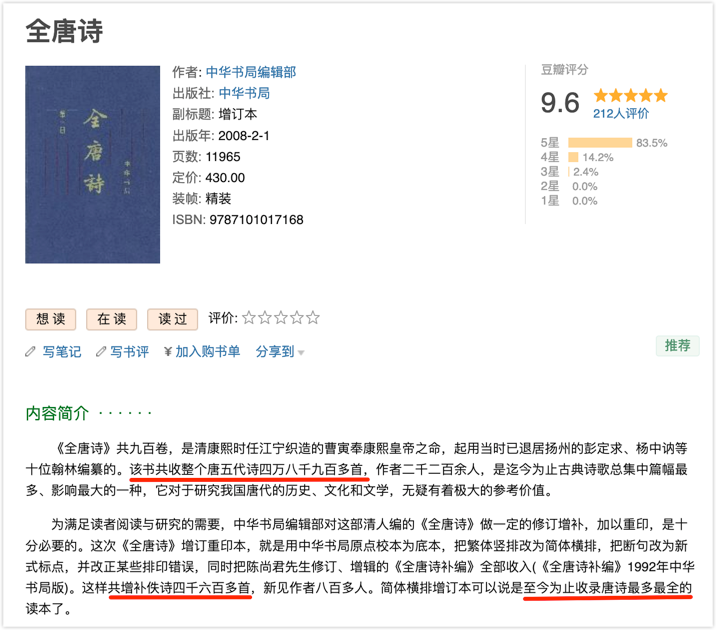 全唐诗
全唐诗
作者: 中华书局编辑部
出版社: 中华书局
副标题: 增订本
出版年: 2008-2-1
页数: 11965
定价: 430.00
装帧: 精装
ISBN: 9787101017168
豆瓣评分
9.6
212人评价
5星 83.5%
4星 14.2%
3星 2.4%
2星 0.0%
1星 0.0%
想读 在读 读过 评价:
写笔记 写书评 ¥加入购书单 分享到
推荐
内容简介 · · · · · ·
《全唐诗》共九百卷，是清康熙时任江宁织造的曹寅奉康熙皇帝之命，起用当时已退居扬州的彭定求、杨中讷等
十位翰林编纂的。该书共收整个唐五代诗四万八千九百多首，作者二千二百余人，是迄今为止古典诗歌总集中篇幅最
多、影响最大的一种，它对于研究我国唐代的历史、文化和文学，无疑有着极大的参考价值。
为满足读者阅读与研究的需要，中华书局编辑部对这部清人编的《全唐诗》做一定的修订增补，加以重印，是十
分必要的。这次《全唐诗》增订重印本，就是用中华书局原点校本为底本，把繁体竖排改为简体横排，把断句改为新
式标点，并改正某些排印错误，同时把陈尚君先生修订、增辑的《全唐诗补编》全部收入(《全唐诗补编》1992年中华
书局版)。这样共增补佚诗四千六百多首，新见作者八百多人。简体横排增订本可以说是至今为止收录唐诗最多最全的
读本了。